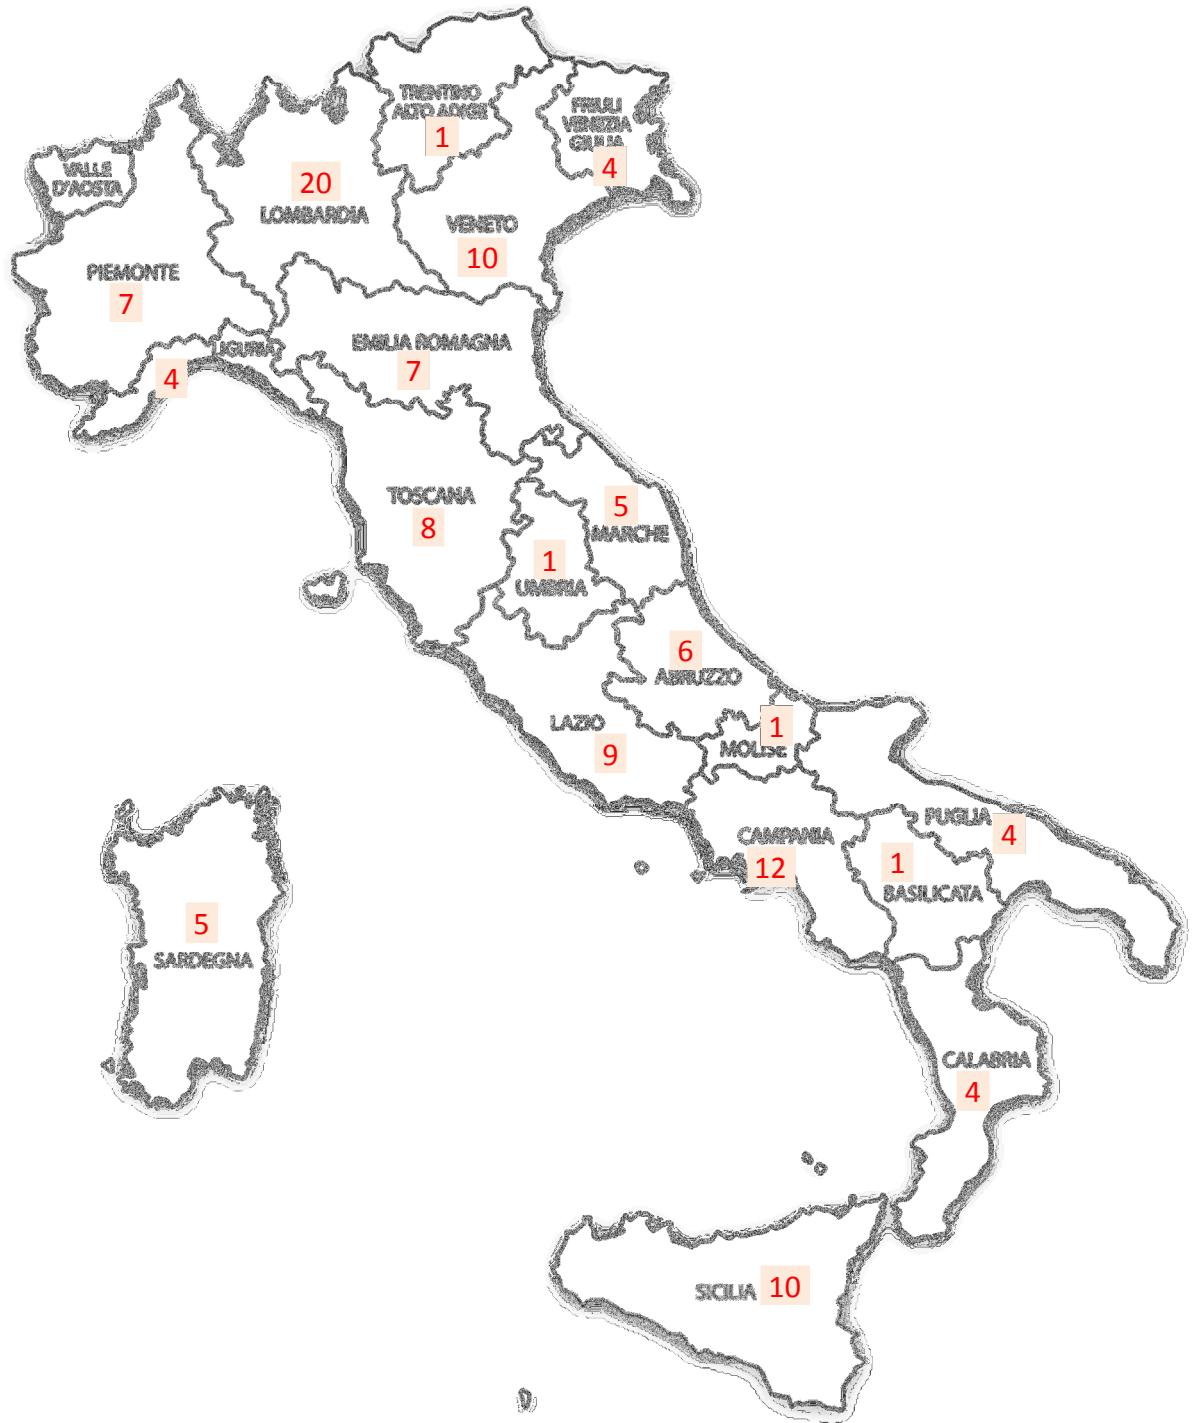 TRENTINO
ALTO ADIGE
1
FRIULI
VENEZIA
GIULIA
4
VALLE
D'AOSTA
20
LOMBARDIA
VENETO
10
PIEMONTE
7
LIGURIA
4
EMILIA ROMAGNA
7
TOSCANA
8
5
MARCHE
1
UMBRIA
6
ABRUZZO
LAZIO
9
1
MOLISE
CAMPANIA
12
PUGLIA
4
1
BASILICATA
5
SARDEGNA
CALABRIA
4
SICILIA 10